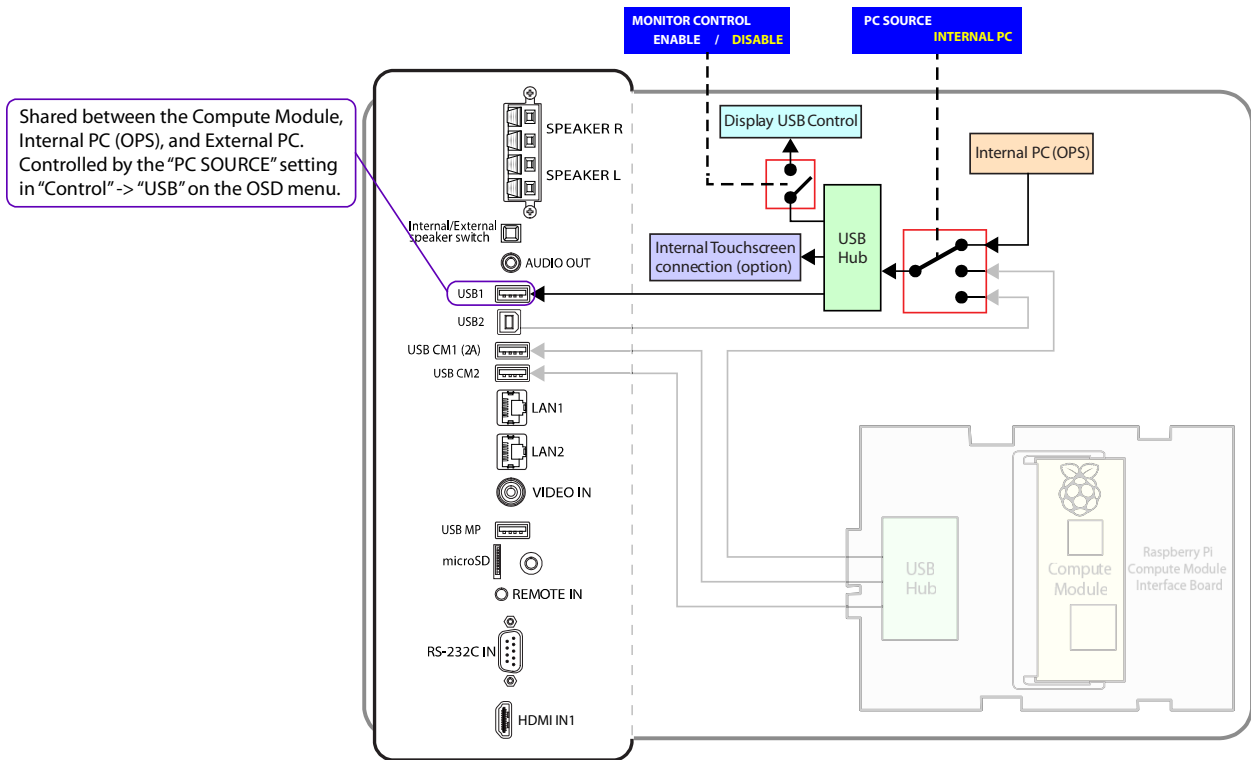 MONITOR CONTROL
ENABLE / DISABLE
PC SOURCE
INTERNAL PC
Shared between the Compute Module,
Internal PC (OPS), and External PC.
Controlled by the “PC SOURCE” setting
in “Control” -> “USB” on the OSD menu.
SPEAKER R
SPEAKER L
Internal/External
speaker switch
AUDIO OUT
USB1
USB2
USB CM1 (2A)
USB CM2
LAN1
LAN2
VIDEO IN
USB MP
microSD
REMOTE IN
RS-232C IN
HDMI IN1
Display USB Control
Internal PC (OPS)
USB
Hub
Internal Touchscreen
connection (option)
USB
Hub
Compute
Module
Raspberry Pi
Compute Module
Interface Board